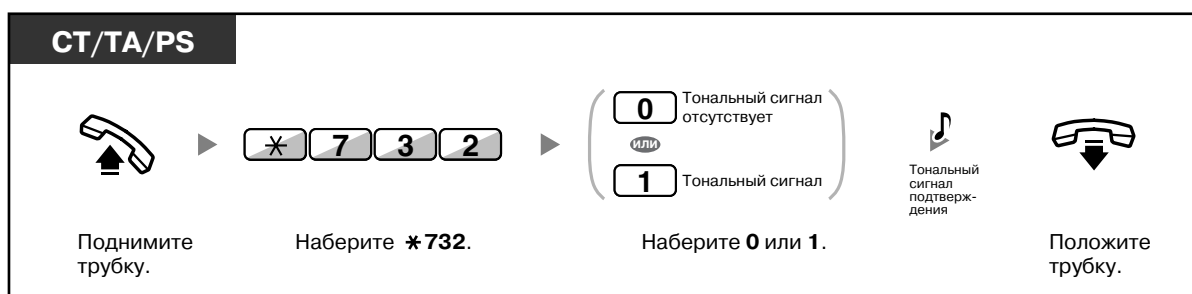 CT/TA/PS
0 Тональный сигнал
отсутствует
или
1 Тональный сигнал
* 7 3 2
Тональный
сигнал
подтверж-
дения
Поднимите
трубку.
Наберите *732.
Наберите 0 или 1.
Положите
трубку.